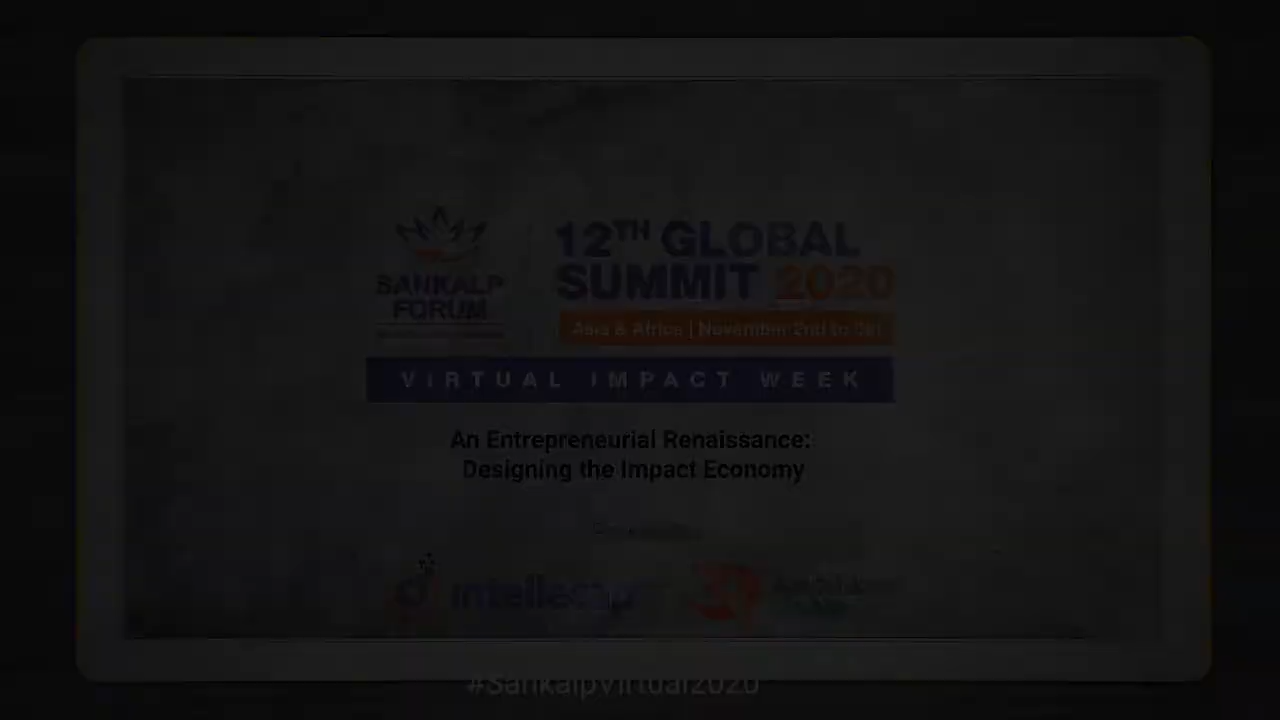 SANKALP
FORUM
12TH GLOBAL
SUMMIT 2020
Asia & Africa | November 2nd to
VIRTUAL IMPACT WEEK
An Entrepreneurial Renaissance:
Designing the Impact Economy
intellecap
#SankalpVirtual2020